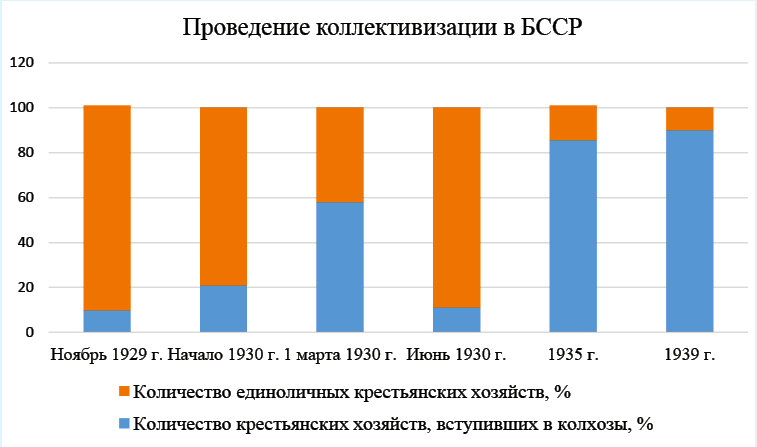 Проведение коллективизации в БССР
120
100
80
60
40
20
0
Ноябрь 1929 г. Начало 1930 г. 1 марта 1930 г. Июнь 1930 г. 1935 г. 1939 г.
Количество единоличных крестьянских хозяйств, %
Количество крестьянских хозяйств, вступивших в колхозы, %